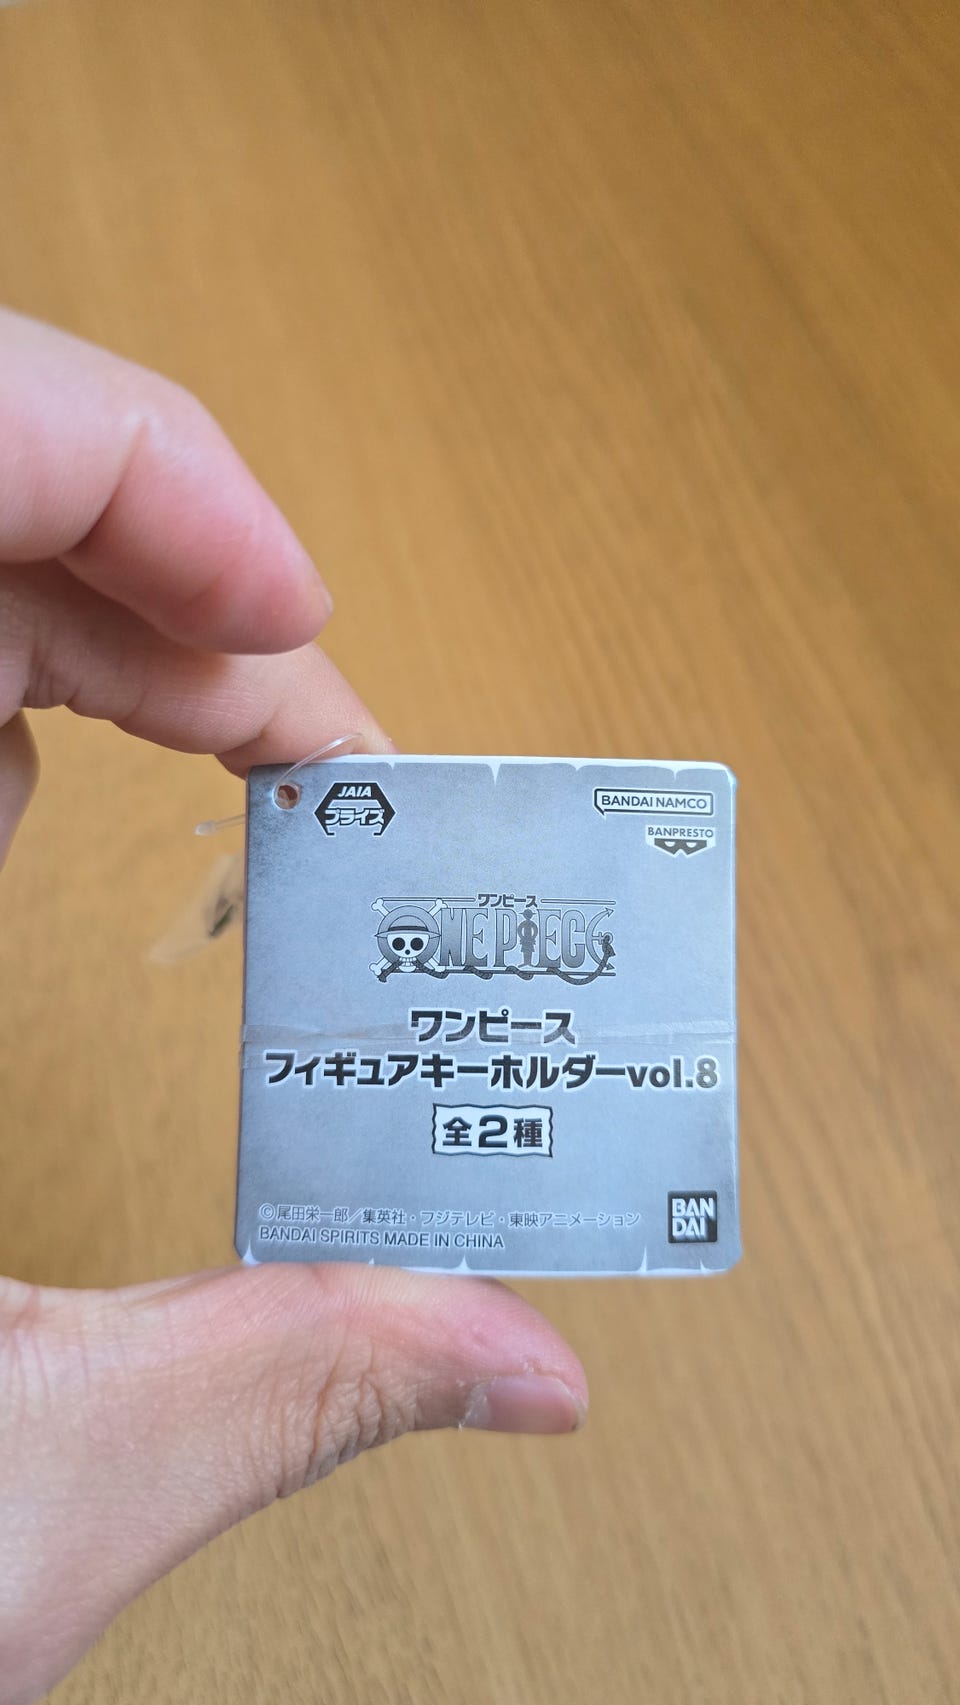 JAIA
プライズ
BANDAI NAMCO
BANPRESTO
ワンピース
ONE PIECE
ワンピース
フィギュアキーホルダーvol.8
全2種
©尾田栄一郎／集英社・フジテレビ・東映アニメーション
BANDAI SPIRITS MADE IN CHINA
BAN
DAI